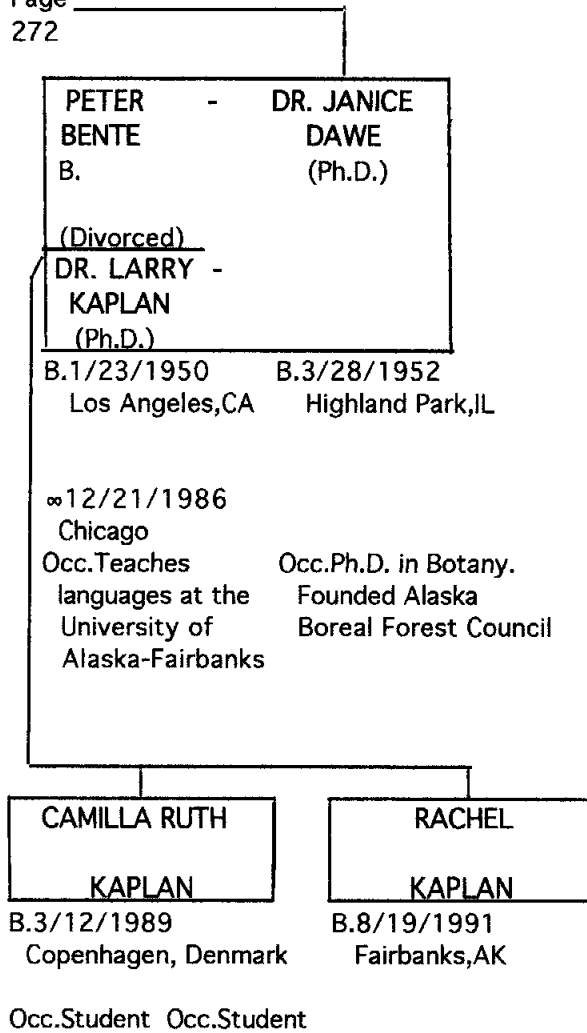 Page
272
PETER - DR. JANICE
BENTE DAWE
B. (Ph.D.)
(Divorced)
DR. LARRY -
KAPLAN
(Ph.D.)
B.1/23/1950 B.3/28/1952
Los Angeles,CA Highland Park,IL
∞12/21/1986
Chicago
Occ.Teaches Occ.Ph.D. in Botany.
languages at the Founded Alaska
University of Boreal Forest Council
Alaska-Fairbanks
CAMILLA RUTH RACHEL
KAPLAN KAPLAN
B.3/12/1989 B.8/19/1991
Copenhagen, Denmark Fairbanks,AK
Occ.Student Occ.Student